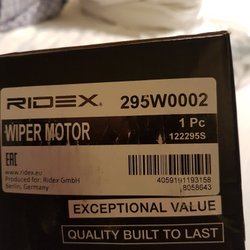 RIDEX® 295W0002
1 Pc
WIPER MOTOR 122295S
EAC
www.ridex.eu
Produced for: Ridex GmbH
Berlin, Germany
4059191193158
8058643
EXCEPTIONAL VALUE
QUALITY BUILT TO LAST